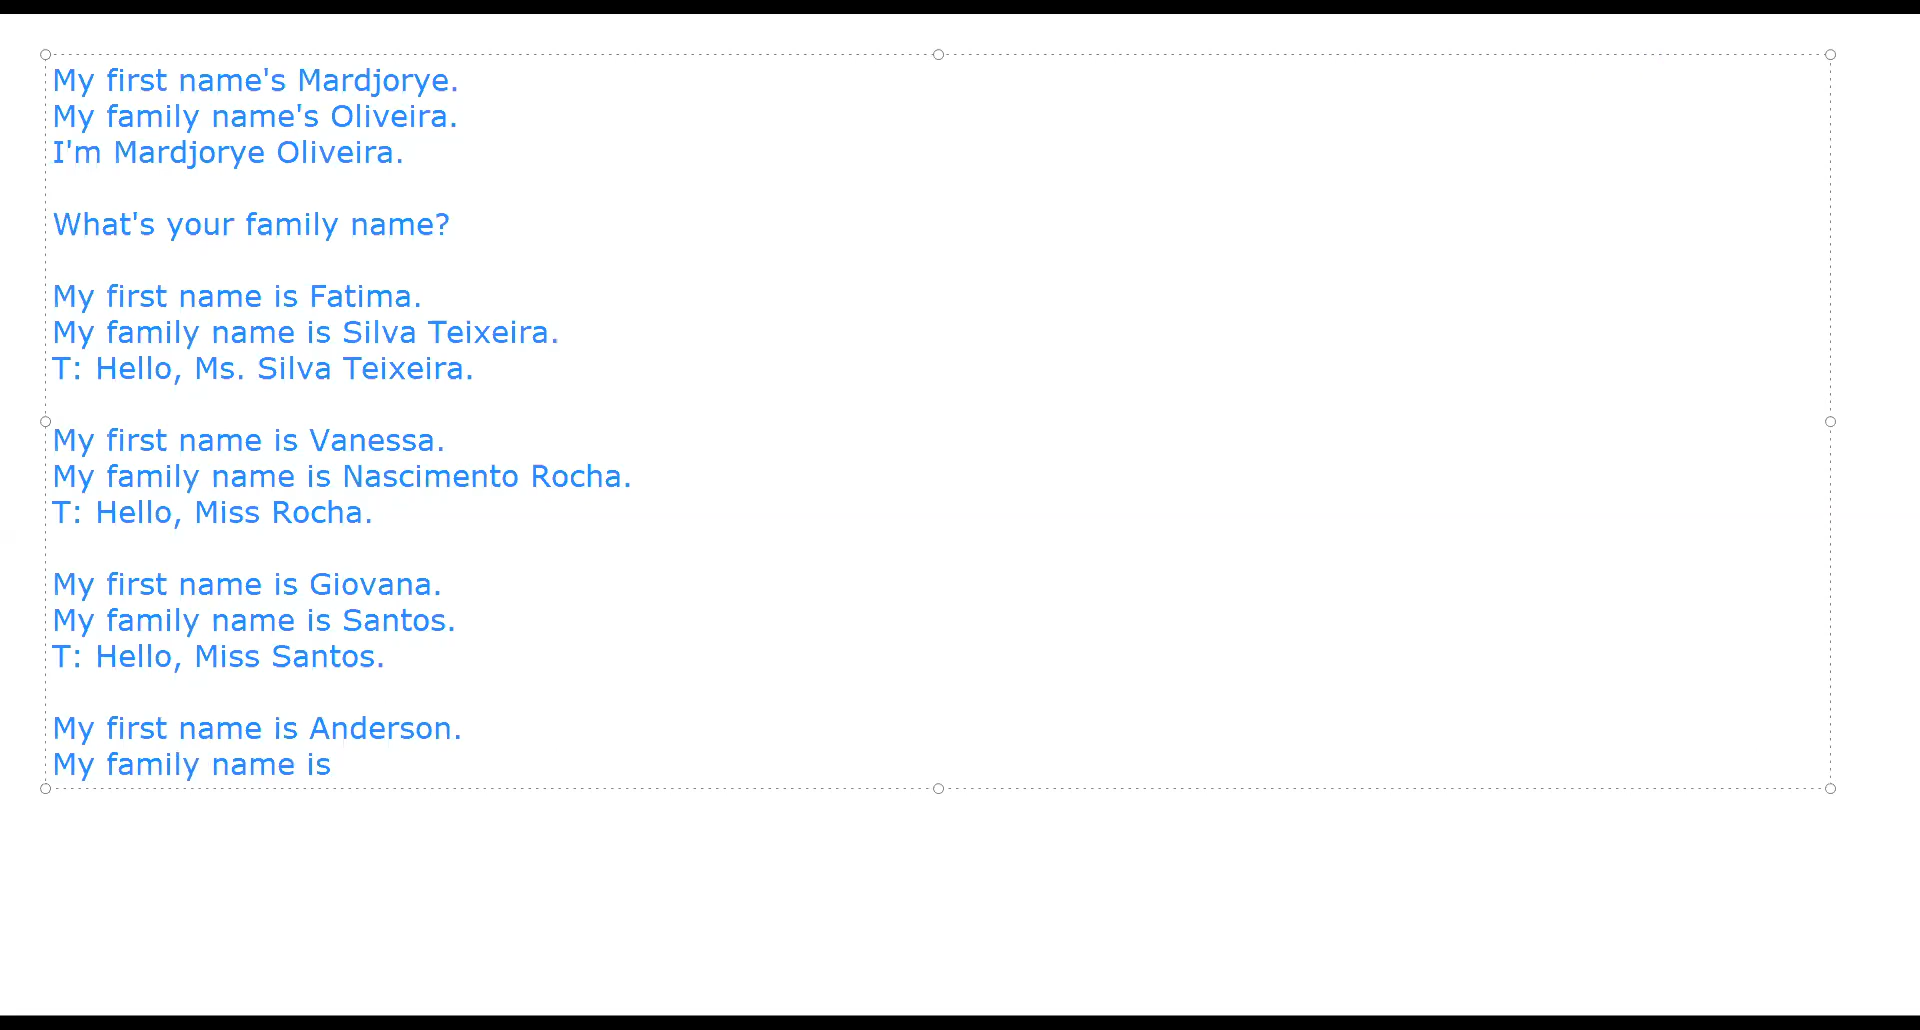 My first name's Mardjorye.
My family name's Oliveira.
I'm Mardjorye Oliveira.
What's your family name?
My first name is Fatima.
My family name is Silva Teixeira.
T: Hello, Ms. Silva Teixeira.
My first name is Vanessa.
My family name is Nascimento Rocha.
T: Hello, Miss Rocha.
My first name is Giovana.
My family name is Santos.
T: Hello, Miss Santos.
My first name is Anderson.
My family name is